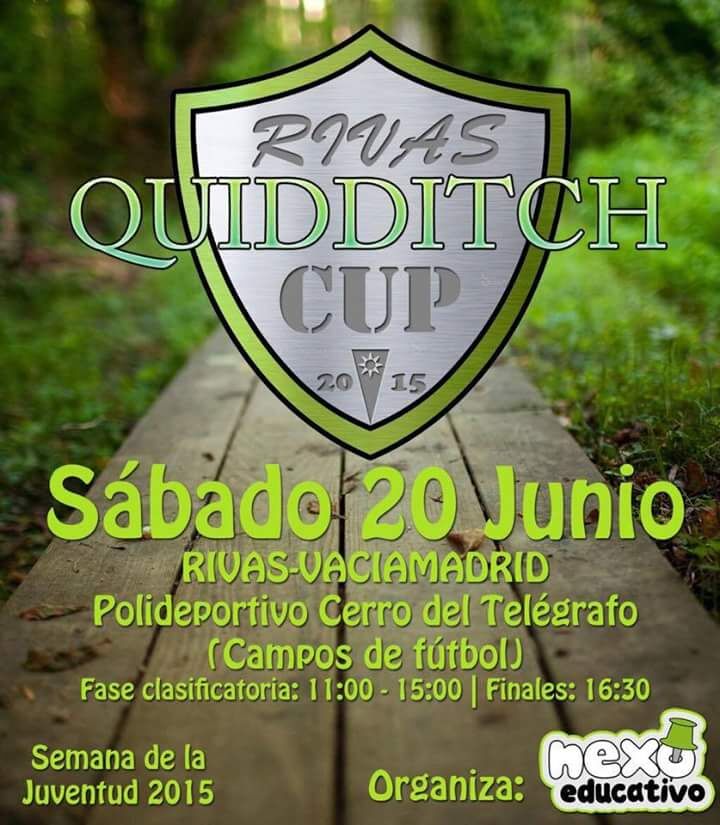 RIVAS
QUIDDITCH
CUP
20 15
Sábado 20 Junio
RIVAS-VACIAMADRID
Polideportivo Cerro del Telégrafo
(Campos de fútbol)
Fase clasificatoria: 11:00 - 15:00 | Finales: 16:30
Semana de la
Juventud 2015
Organiza:
nexo
educativo